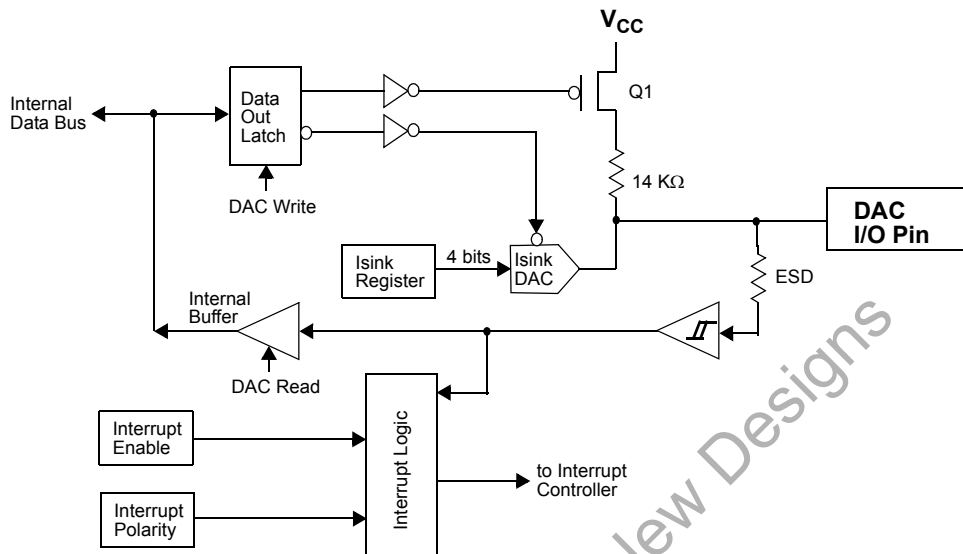 VCC
Internal
Data Bus
Data
Out
Latch
Q1
14 KΩ
DAC Write
DAC
I/O Pin
Isink
Register
4 bits
Isink
DAC
ESD
Internal
Buffer
DAC Read
Interrupt
Enable
Interrupt Logic
to Interrupt
Controller
Interrupt
Polarity
Designs